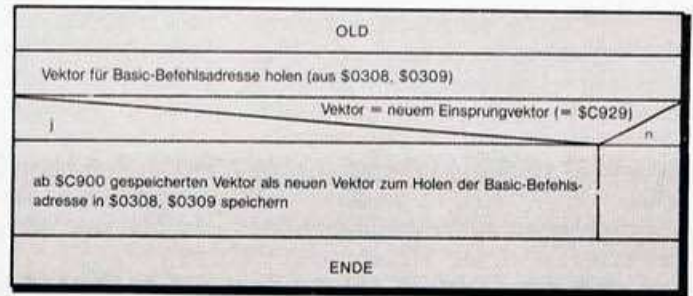 OLD
Vektor für Basic-Befehlsadresse holen (aus $0308, $0309)
Vektor = neuem Einsprungvektor (= $C929)
j
n
ab $C900 gespeicherten Vektor als neuen Vektor zum Holen der Basic-Befehls-
adresse in $0308, $0309 speichern
ENDE